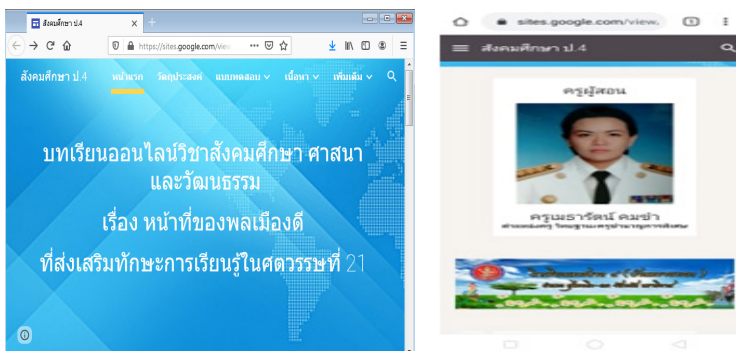 สังคมศึกษา ป.4
https://sites.google.com/view
สังคมศึกษา ป.4 หน้าแรก วัตถุประสงค์ แบบทดสอบ เนื้อหา เพิ่มเติม
บทเรียนออนไลน์วิชาสังคมศึกษา ศาสนา
และวัฒนธรรม
เรื่อง หน้าที่ของพลเมืองดี
ที่ส่งเสริมทักษะการเรียนรู้ในศตวรรษที่ 21
sites.google.com/view.
สังคมศึกษา ป.4
ครูผู้สอน
ครูเมธารัตน์ คมขำ